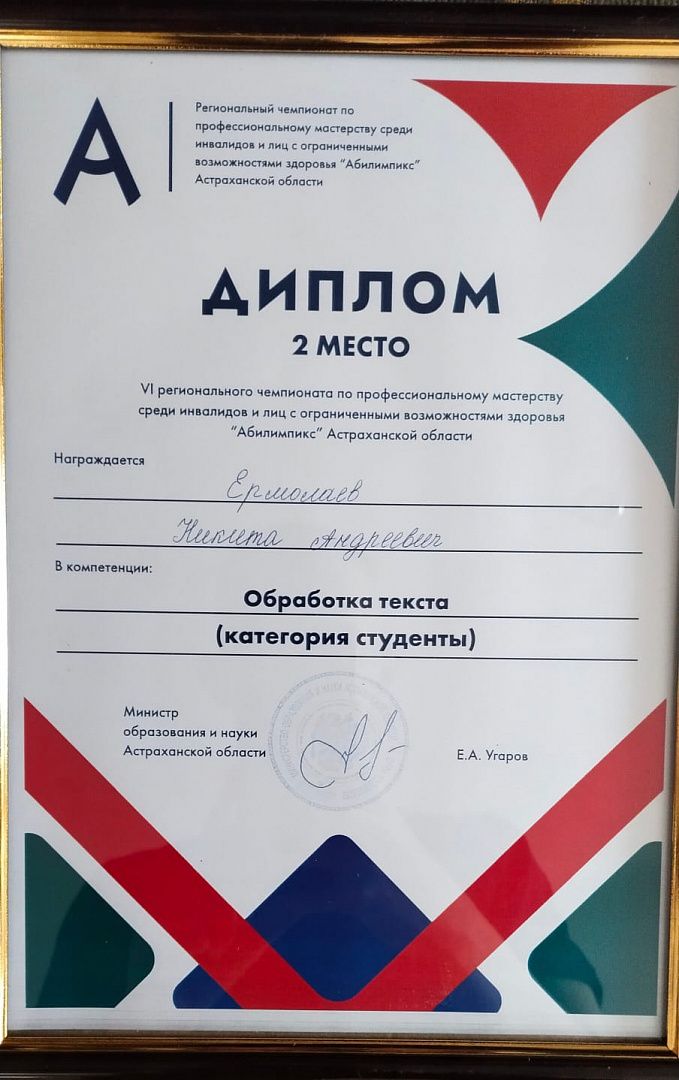 А
Региональный чемпионат по
профессиональному мастерству среди
инвалидов и лиц с ограниченными
возможностями здоровья “Абилимпикс”
Астраханской области
ДИПЛОМ
2 МЕСТО
VI регионального чемпионата по профессиональному мастерству
среди инвалидов и лиц с ограниченными возможностями здоровья
“Абилимпикс” Астраханской области
Награждается
Ермолаев
Никита Андреевич
В компетенции:
Обработка текста
(категория студенты)
Министр
образования и науки
Астраханской области
Е.А. Угаров